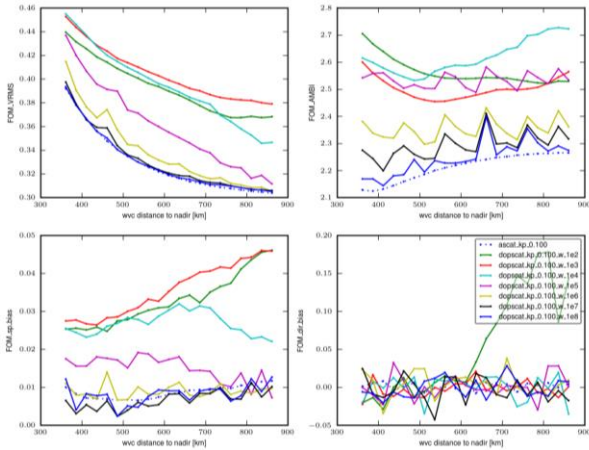 0.46
0.44
0.42
0.40
0.38
0.36
0.34
0.32
0.30
FOM_VRMS
300 400 500 600 700 800 900
wvc distance to nadir [km]
2.8
2.7
2.6
2.5
2.4
2.3
2.2
2.1
FOM_AMBI
300 400 500 600 700 800 900
wvc distance to nadir [km]
0.05
0.04
0.03
0.02
0.01
0.00
FOM_sp_bias
300 400 500 600 700 800 900
wvc distance to nadir [km]
0.20
0.15
0.10
0.05
0.00
−0.05
FOM_dir_bias
300 400 500 600 700 800 900
wvc distance to nadir [km]
ascat_kp_0.100
dopscat_kp_0.100_w_1e2
dopscat_kp_0.100_w_1e3
dopscat_kp_0.100_w_1e4
dopscat_kp_0.100_w_1e5
dopscat_kp_0.100_w_1e6
dopscat_kp_0.100_w_1e7
dopscat_kp_0.100_w_1e8